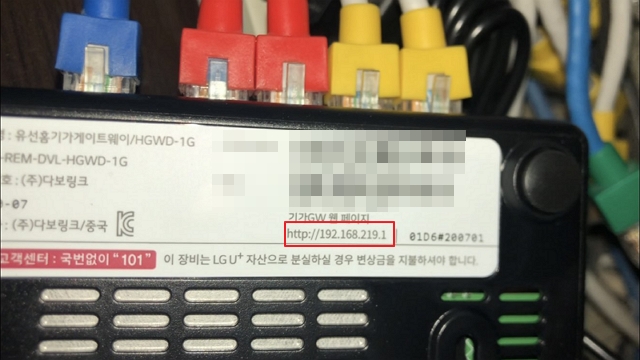 명 : 유선홈기가게이트웨이/HGWD-1G
-REM-DVL-HGWD-1G
호 : (주)다보링크
0-07
: (주)다보링크/중국
기가GW 웹 페이지
http://192.168.219.1
01D6#200701
고객센터 : 국번없이 "101"
이 장비는 LG U+ 자산으로 분실하실 경우 변상금을 지불하셔야 합니다.